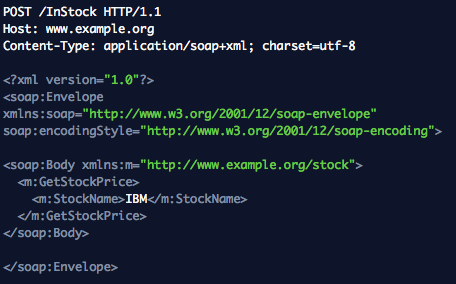 POST /InStock HTTP/1.1
Host: www.example.org
Content-Type: application/soap+xml; charset=utf-8
<?xml version="1.0"?>
<soap:Envelope
xmlns:soap="http://www.w3.org/2001/12/soap-envelope"
soap:encodingStyle="http://www.w3.org/2001/12/soap-encoding">
<soap:Body xmlns:m="http://www.example.org/stock">
<m:GetStockPrice>
<m:StockName>IBM</m:StockName>
</m:GetStockPrice>
</soap:Body>
</soap:Envelope>